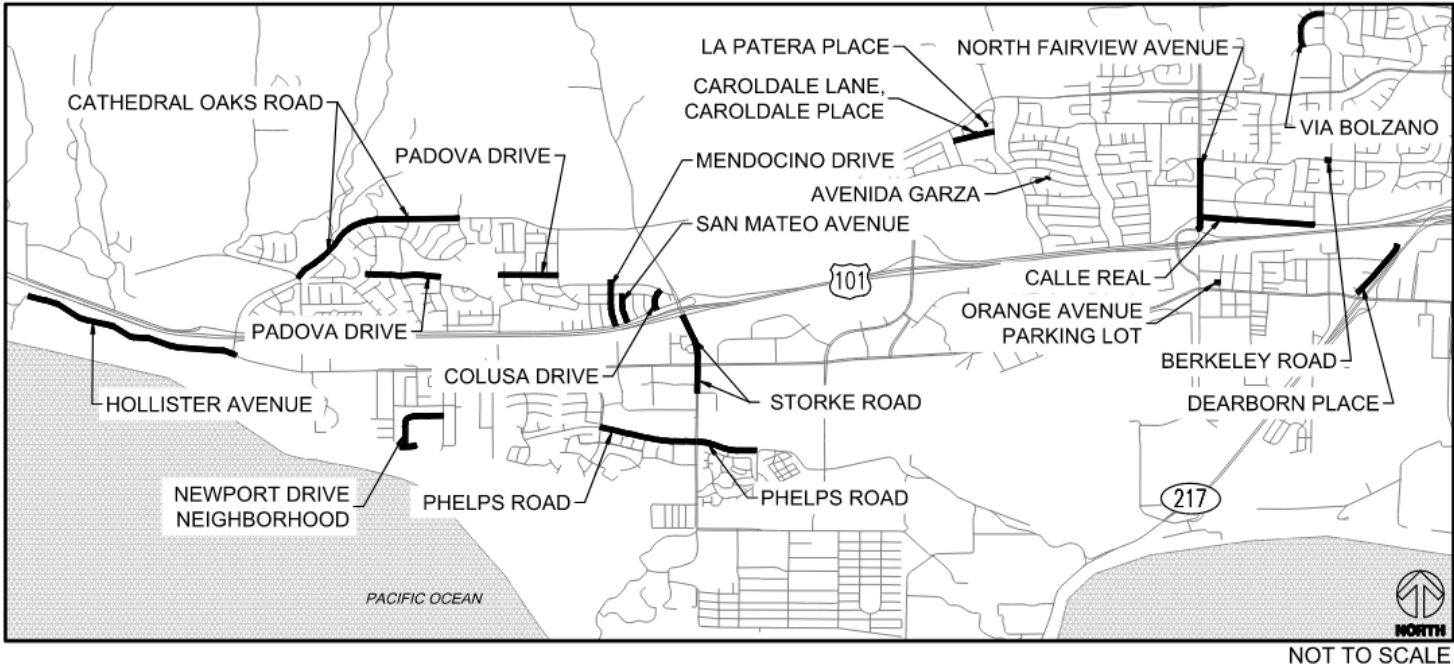 LA PATERA PLACE
NORTH FAIRVIEW AVENUE
CAROLDALE LANE,
CAROLDALE PLACE
CATHEDRAL OAKS ROAD
VIA BOLZANO
PADOVA DRIVE
MENDOCINO DRIVE
AVENIDA GARZA
SAN MATEO AVENUE
101
CALLE REAL
ORANGE AVENUE
PARKING LOT
PADOVA DRIVE
BERKELEY ROAD
COLUSA DRIVE
HOLLISTER AVENUE
STORKE ROAD
DEARBORN PLACE
NEWPORT DRIVE
NEIGHBORHOOD
PHELPS ROAD
PHELPS ROAD
217
PACIFIC OCEAN
NORTH
NOT TO SCALE